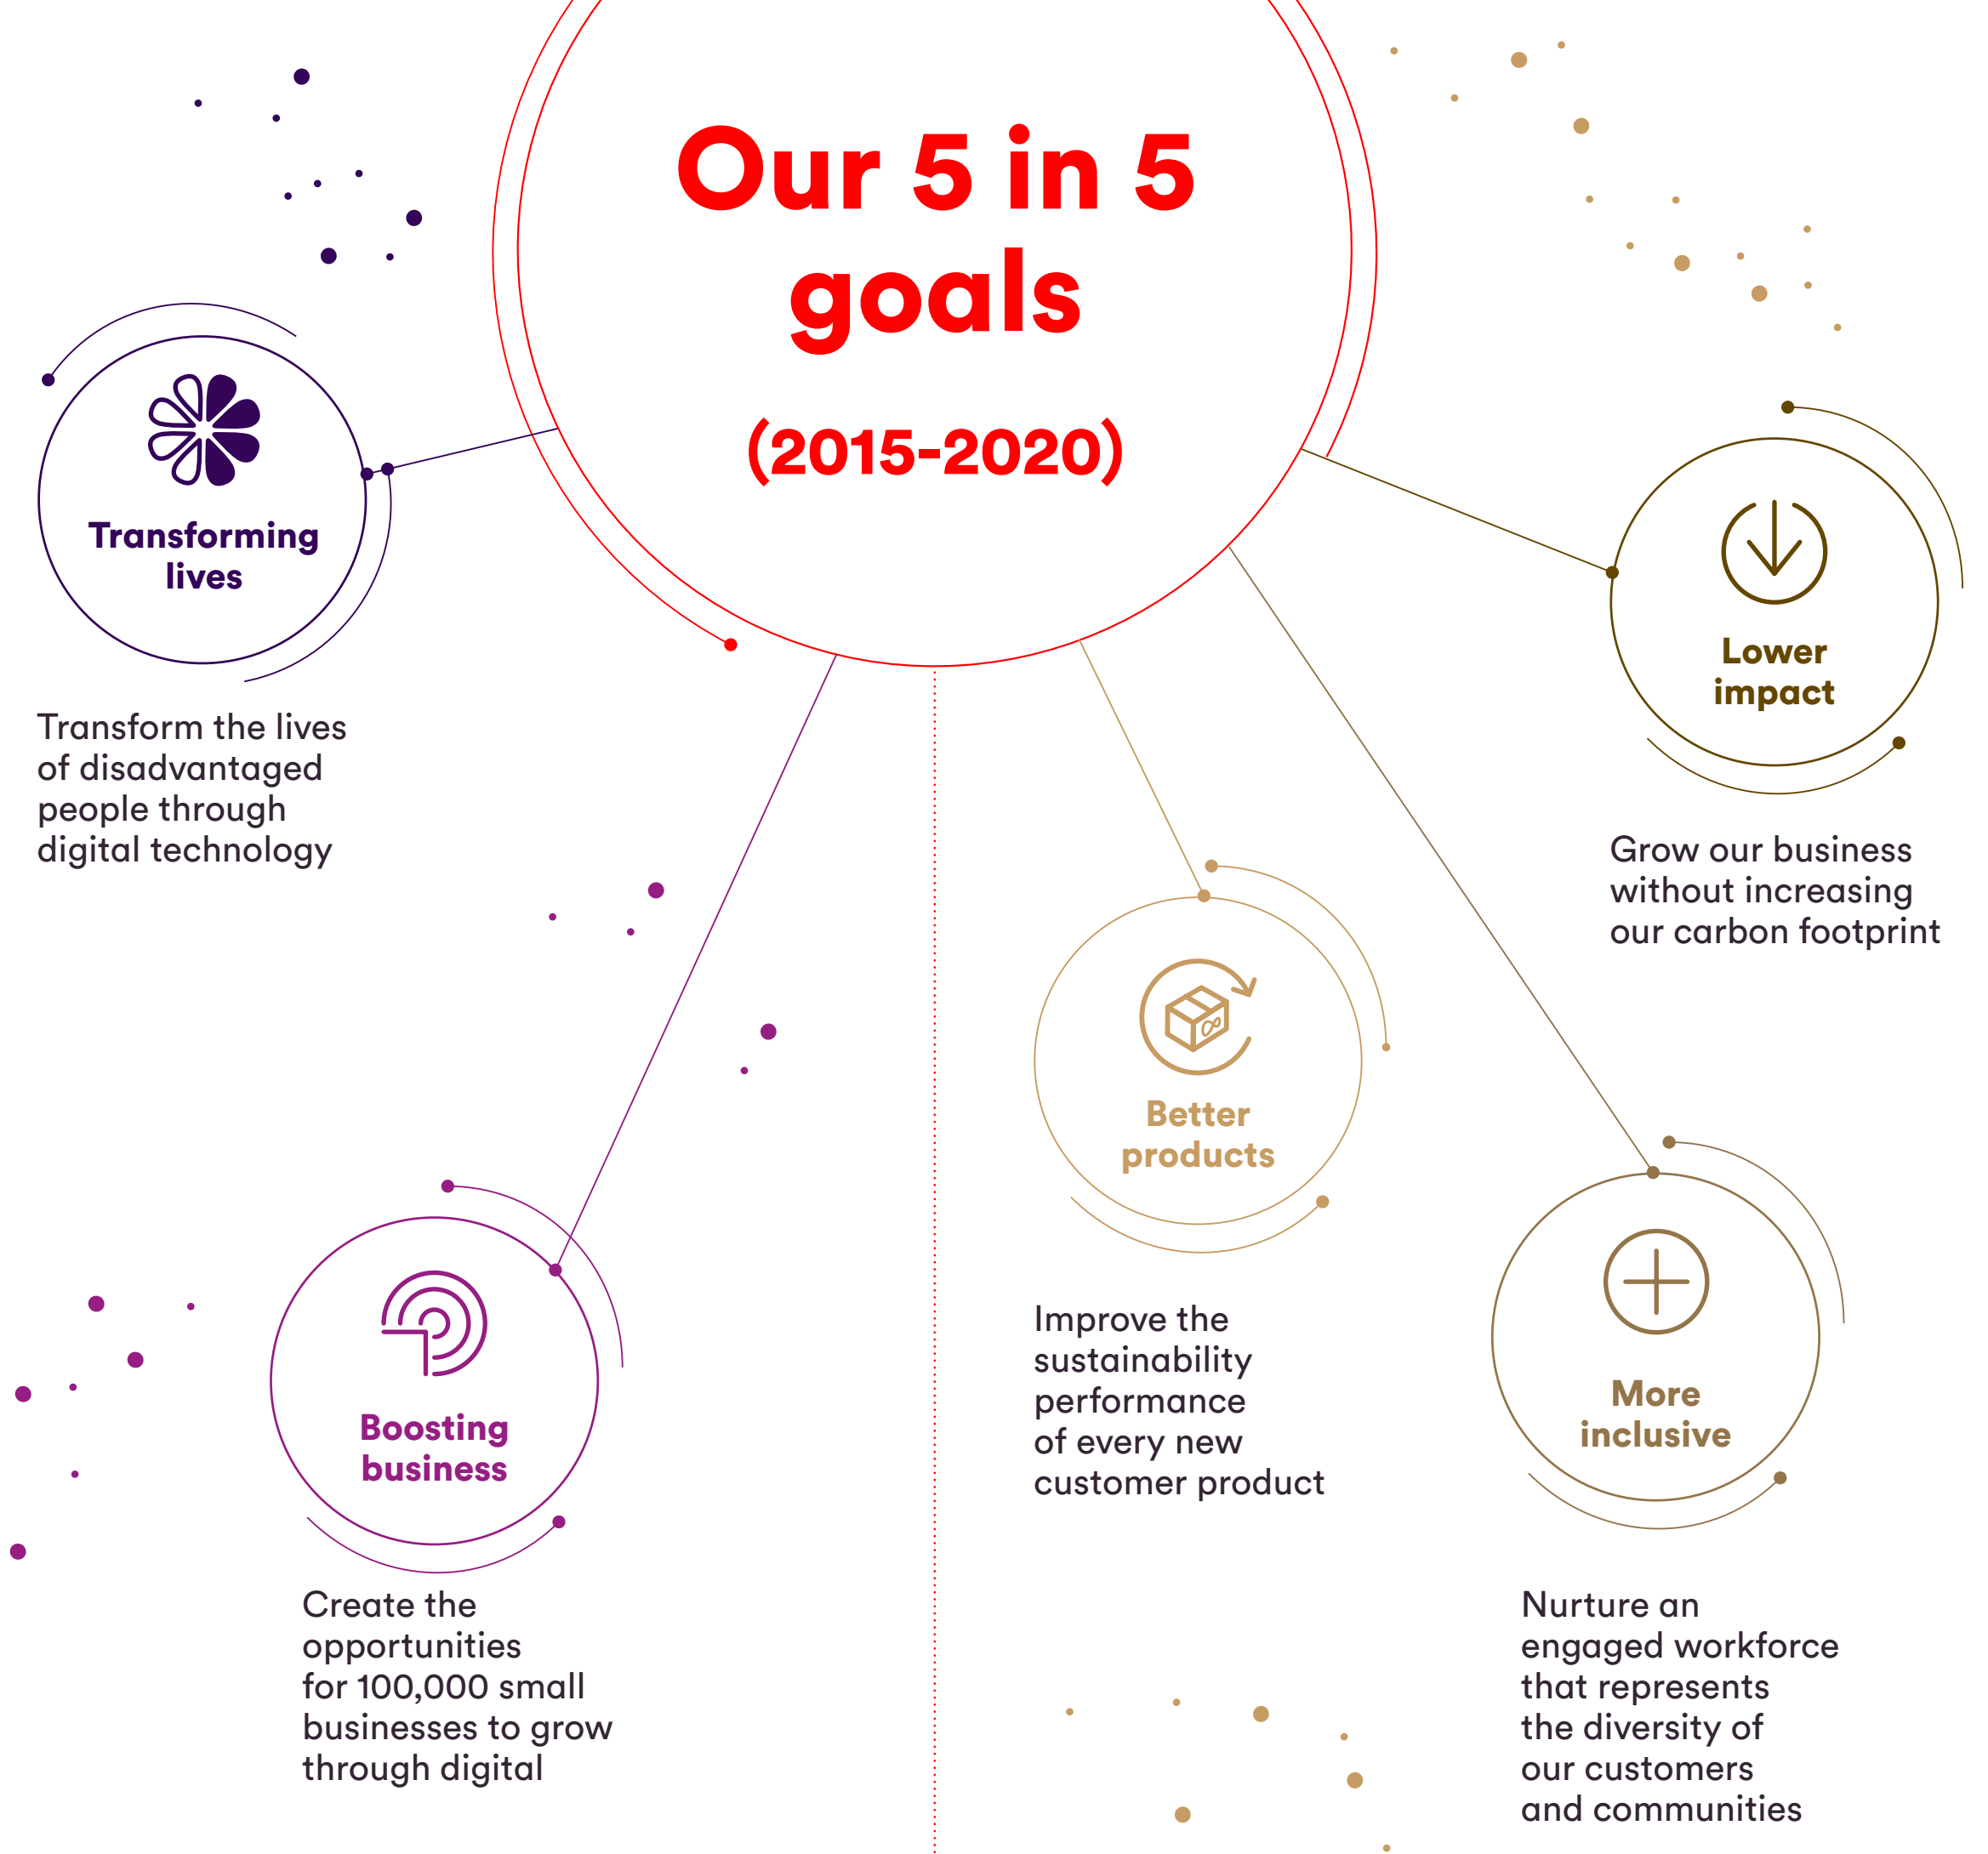 Our 5 in 5
goals
(2015-2020)
Transforming
lives
Transform the lives
of disadvantaged
people through
digital technology
Boosting
business
Create the
opportunities
for 100,000 small
businesses to grow
through digital
Better
products
Improve the
sustainability
performance
of every new
customer product
Lower
impact
Grow our business
without increasing
our carbon footprint
More
inclusive
Nurture an
engaged workforce
that represents
the diversity of
our customers
and communities